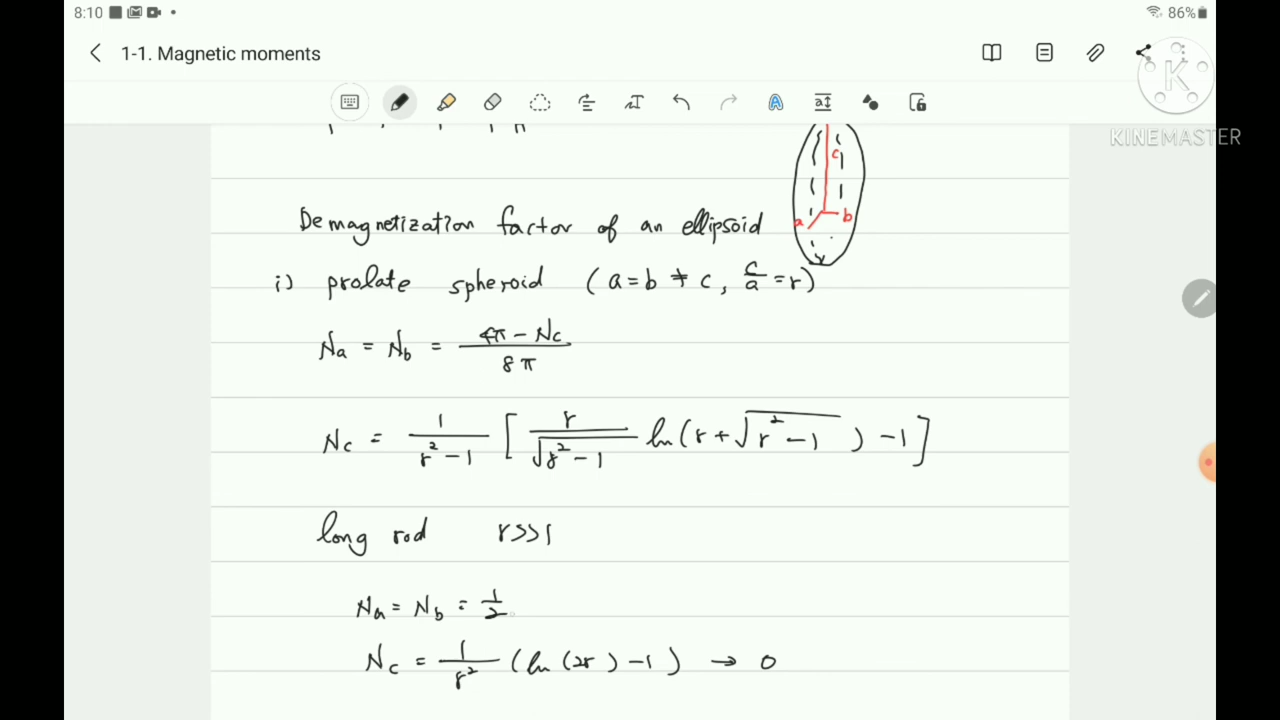 8:10 86%
1-1. Magnetic moments
KINEMASTER
c
a b
Demagnetization factor of an ellipsoid
i) prolate spheroid (a = b ≠ c, c/a = r)
Na = Nb = (4π - Nc)/8π
Nc = 1/(r² - 1) [ r/√(r² - 1) ln(r + √(r² - 1)) - 1 ]
long rod r>>1
Na = Nb = 1/2
Nc = 1/r² (ln(2r) - 1) → 0